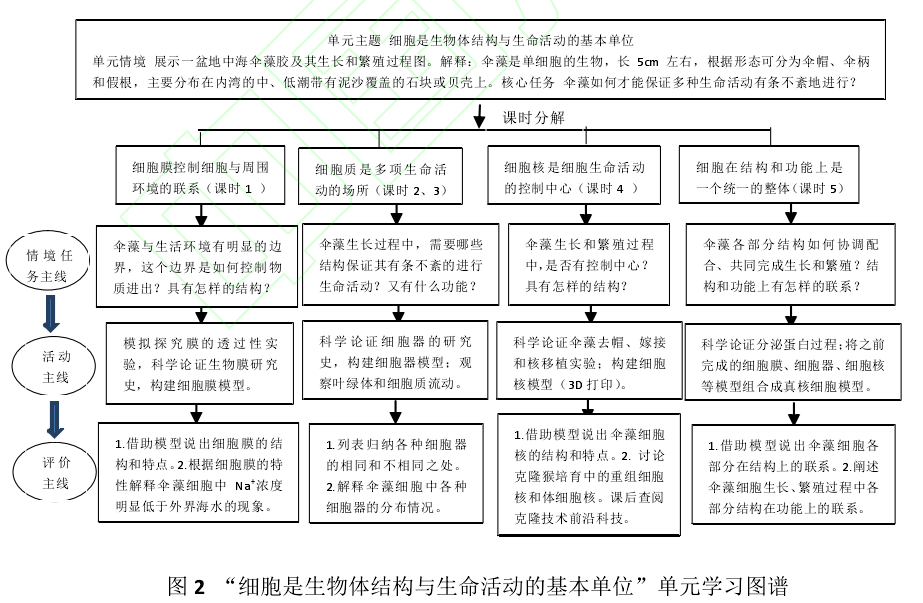 单元主题 细胞是生物体结构与生命活动的基本单位
单元情境 展示一盆地中海伞藻胶及其生长和繁殖过程图。解释：伞藻是单细胞的生物，长 5cm 左右，根据形态可分为伞帽、伞柄
和假根，主要分布在内湾的中、低潮带有泥沙覆盖的石块或贝壳上。核心任务 伞藻如何才能保证多种生命活动有条不紊地进行？
课时分解
细胞膜控制细胞与周围
环境的联系（课时 1 ）
细胞质是多项生命活
动的场所（课时 2、3）
细胞核是细胞生命活动
的控制中心（课时 4 ）
细胞在结构和功能上是
一个统一的整体（课时 5）
情境任
务主线
伞藻与生活环境有明显的边
界，这个边界是如何控制物
质进出？具有怎样的结构？
伞藻生长过程中，需要哪些
结构保证其有条不紊的进行
生命活动？又有什么功能？
伞藻生长和繁殖过程
中，是否有控制中心？
具有怎样的结构？
伞藻各部分结构如何协调配
合、共同完成生长和繁殖？结
构和功能上有怎样的联系？
活动
主线
模拟探究膜的透过性实
验，科学论证生物膜研究
史，构建细胞膜模型。
科学论证细胞器的研究
史，构建细胞器模型；观
察叶绿体和细胞质流动。
科学论证伞藻去帽、嫁接
和核移植实验；构建细胞
核模型（3D 打印）。
科学论证分泌蛋白过程；将之前
完成的细胞膜、细胞器、细胞核
等模型组合成真核细胞模型。
评价
主线
1.借助模型说出细胞膜的结
构和特点。2.根据细胞膜的特
性解释伞藻细胞中 Na⁺浓度
明显低于外界海水的现象。
1.列表归纳各种细胞器
的相同和不相同之处。
2.解释伞藻细胞中各种
细胞器的分布情况。
1.借助模型说出伞藻细胞
核的结构和特点。2. 讨论
克隆猴培育中的重组细胞
核和体细胞核。课后查阅
克隆技术前沿科技。
1.借助模型说出伞藻细胞各
部分在结构上的联系。2.阐述
伞藻细胞生长、繁殖过程中各
部分结构在功能上的联系。
图 2 “细胞是生物体结构与生命活动的基本单位”单元学习图谱